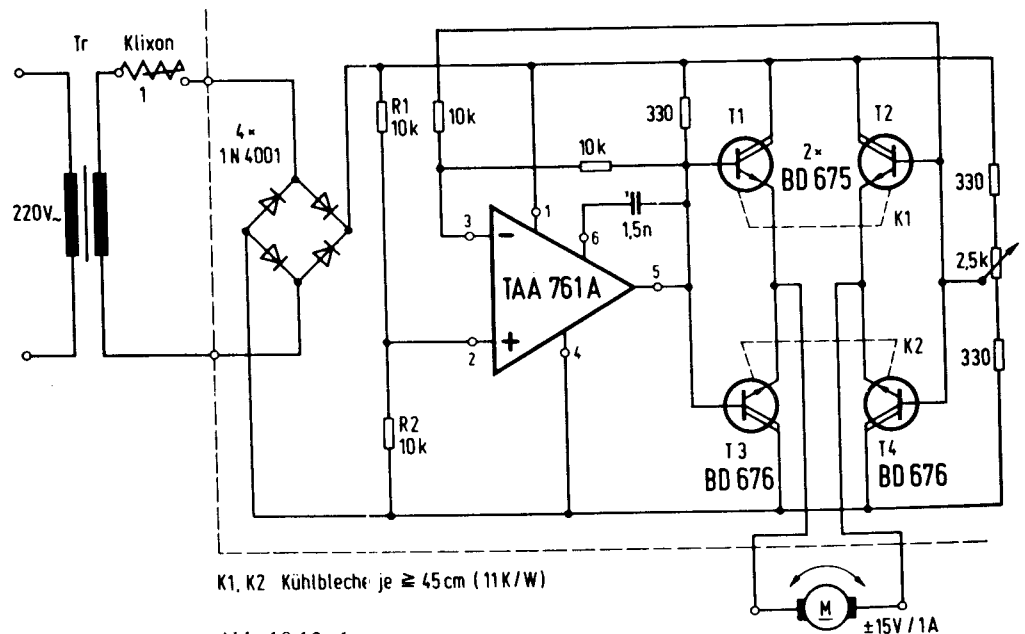 Tr
Klixon
1
220V~
4×
1N 4001
R1
10k
10k
10k
330
1,5n
3
1
6
5
2
4
TAA 761A
R2
10k
T1
T2
2×
BD 675
K1
330
2,5k
330
K2
T3
BD 676
T4
BD 676
K1, K2 Kühlbleche je ≧ 45cm (11K/W)
M
±15V/1A